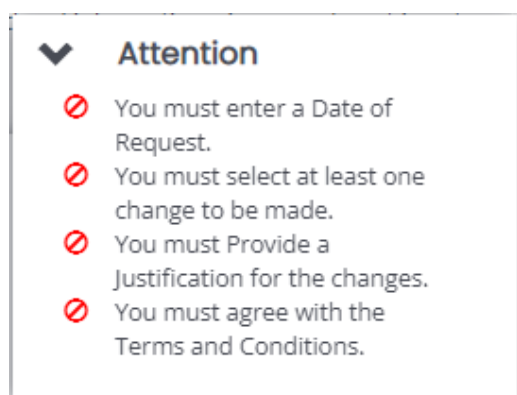 Attention
You must enter a Date of
Request.
You must select at least one
change to be made.
You must Provide a
Justification for the changes.
You must agree with the
Terms and Conditions.